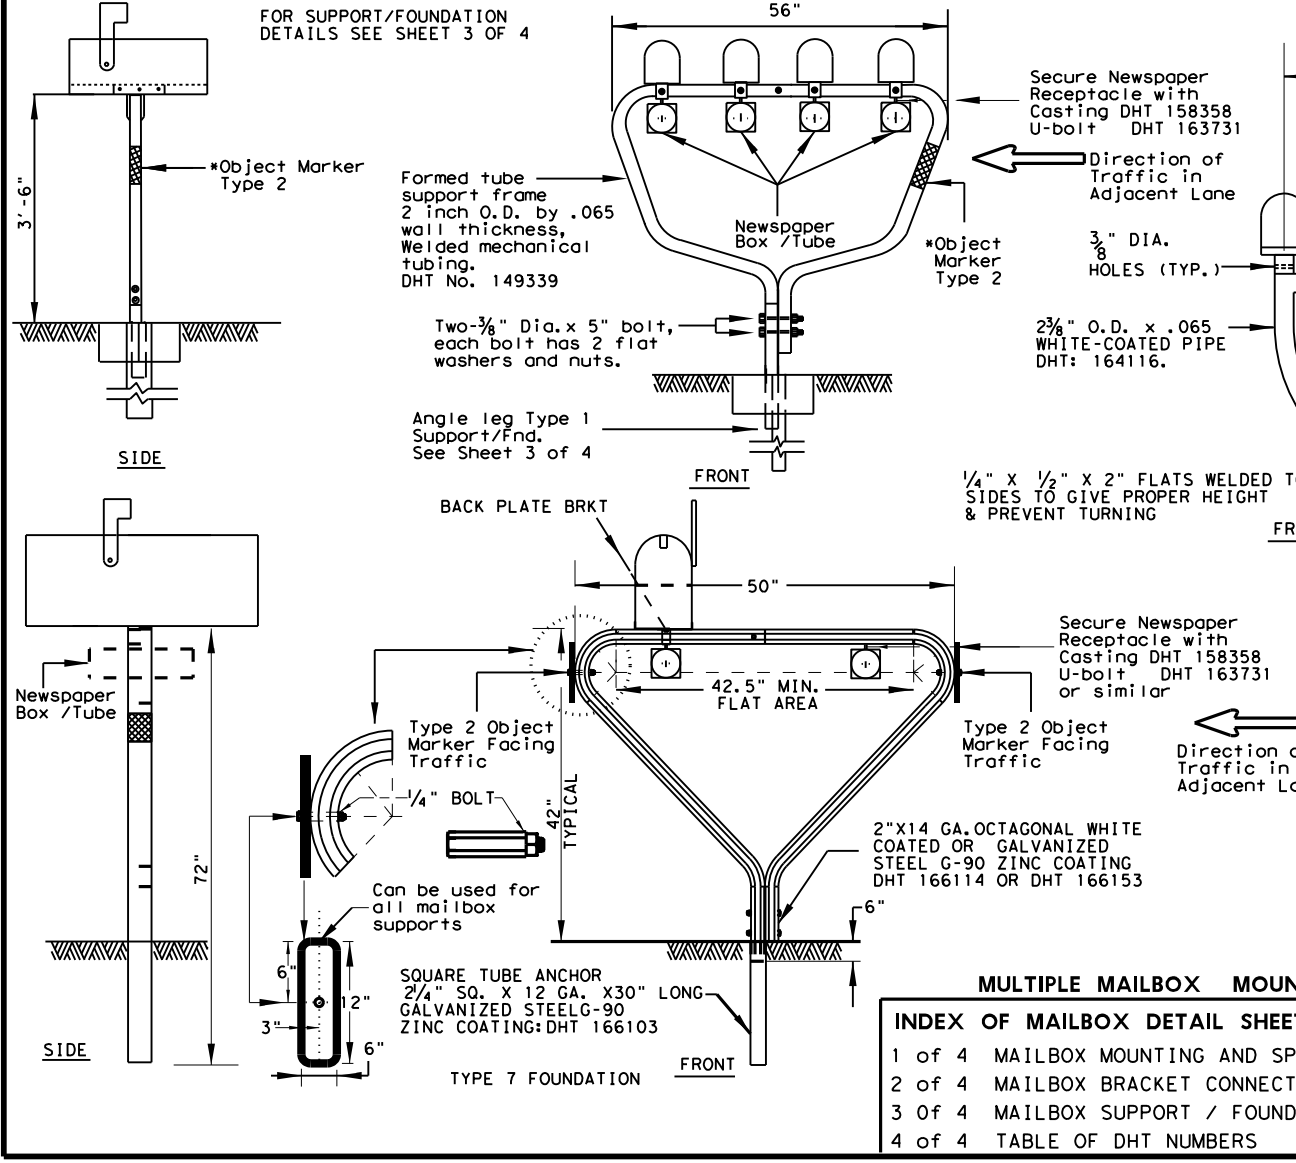 FOR SUPPORT/FOUNDATION
DETAILS SEE SHEET 3 OF 4
3'-6"
*Object Marker
Type 2
SIDE
56"
Secure Newspaper
Receptacle with
Casting DHT 158358
U-bolt DHT 163731
Direction of
Traffic in
Adjacent Lane
Formed tube
support frame
2 inch O.D. by .065
wall thickness,
Welded mechanical
tubing.
DHT No. 149339
Newspaper
Box /Tube
*Object
Marker
Type 2
3/8" DIA.
HOLES (TYP.)
Two-3/8" Dia.x 5" bolt,
each bolt has 2 flat
washers and nuts.
2 3/8" O.D. x .065
WHITE-COATED PIPE
DHT: 164116.
Angle leg Type 1
Support/Fnd.
See Sheet 3 of 4
FRONT
1/4" X 1/2" X 2" FLATS WELDED T
SIDES TO GIVE PROPER HEIGHT
& PREVENT TURNING
FR
BACK PLATE BRKT
50"
Newspaper
Box /Tube
72"
SIDE
Secure Newspaper
Receptacle with
Casting DHT 158358
U-bolt DHT 163731
or similar
42.5" MIN.
FLAT AREA
Type 2 Object
Marker Facing
Traffic
Type 2 Object
Marker Facing
Traffic
Direction o
Traffic in
Adjacent La
1/4" BOLT
42"
TYPICAL
2"X14 GA.OCTAGONAL WHITE
COATED OR GALVANIZED
STEEL G-90 ZINC COATING
DHT 166114 OR DHT 166153
Can be used for
all mailbox
supports
6"
6"
12"
3"
6"
SQUARE TUBE ANCHOR
2 1/4" SQ. X 12 GA. X30" LONG
GALVANIZED STEELG-90
ZINC COATING:DHT 166103
TYPE 7 FOUNDATION
FRONT
MULTIPLE MAILBOX MOUN
INDEX OF MAILBOX DETAIL SHEET
1 of 4 MAILBOX MOUNTING AND SP
2 of 4 MAILBOX BRACKET CONNECT
3 Of 4 MAILBOX SUPPORT / FOUND
4 of 4 TABLE OF DHT NUMBERS